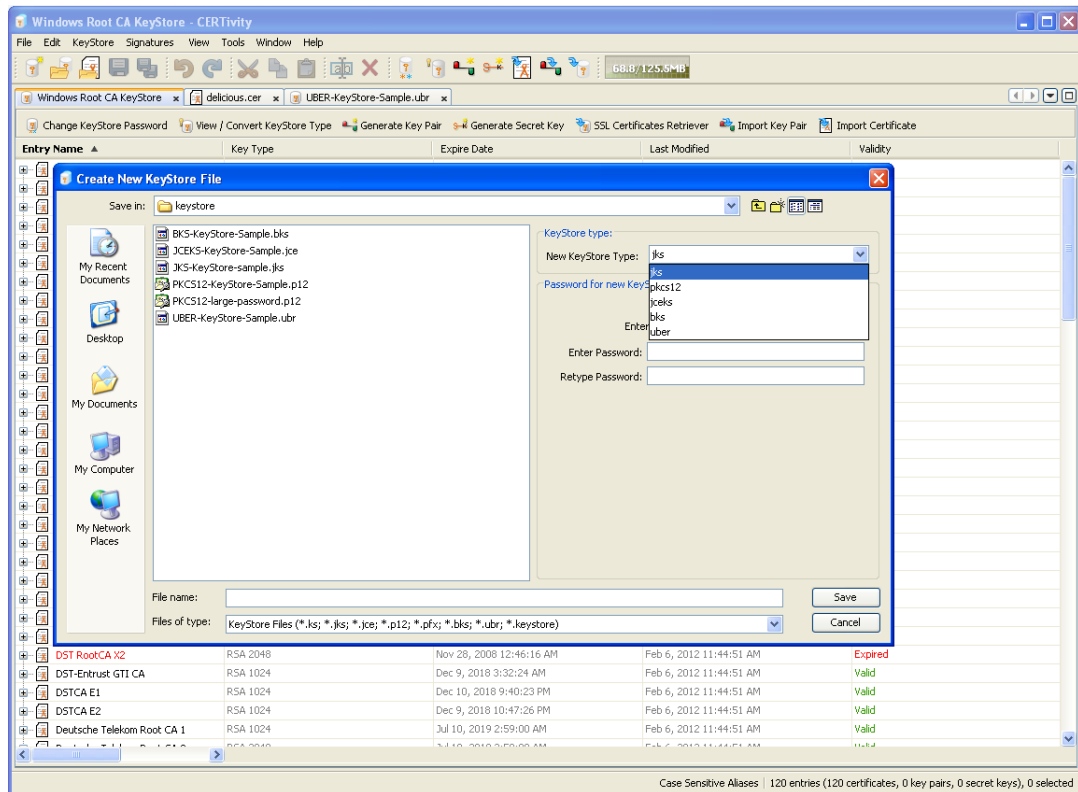 Windows Root CA KeyStore - CERTivity
File Edit KeyStore Signatures View Tools Window Help
68.8/125.5MB
Windows Root CA KeyStore x delicious.cer x UBER-KeyStore-Sample.ubr x
Change KeyStore Password View / Convert KeyStore Type Generate Key Pair Generate Secret Key SSL Certificates Retriever Import Key Pair Import Certificate
Entry Name Key Type Expire Date Last Modified Validity
Create New KeyStore File
Save in: keystore
My Recent Documents
Desktop
My Documents
My Computer
My Network Places
BKS-KeyStore-Sample.bks
JCEKS-KeyStore-Sample.jce
JKS-KeyStore-sample.jks
PKCS12-KeyStore-Sample.p12
PKCS12-large-password.p12
UBER-KeyStore-Sample.ubr
KeyStore type:
New KeyStore Type: jks
jks
pkcs12
jceks
bks
uber
Password for new KeyS
Enter
Enter Password:
Retype Password:
File name:
Save
Files of type: KeyStore Files (*.ks; *.jks; *.jce; *.p12; *.pfx; *.bks; *.ubr; *.keystore)
Cancel
DST RootCA X2 RSA 2048 Nov 28, 2008 12:46:16 AM Feb 6, 2012 11:44:51 AM Expired
DST-Entrust GTI CA RSA 1024 Dec 9, 2018 3:32:24 AM Feb 6, 2012 11:44:51 AM Valid
DSTCA E1 RSA 1024 Dec 10, 2018 9:40:23 PM Feb 6, 2012 11:44:51 AM Valid
DSTCA E2 RSA 1024 Dec 9, 2018 10:47:26 PM Feb 6, 2012 11:44:51 AM Valid
Deutsche Telekom Root CA 1 RSA 1024 Jul 10, 2019 2:59:00 AM Feb 6, 2012 11:44:51 AM Valid
Case Sensitive Aliases 120 entries (120 certificates, 0 key pairs, 0 secret keys), 0 selected